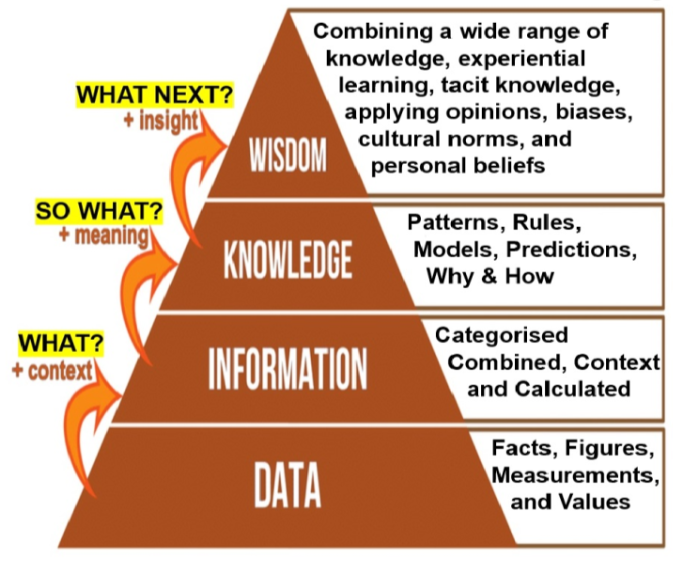 Combining a wide range of
knowledge, experiential
learning, tacit knowledge,
applying opinions, biases,
cultural norms, and
personal beliefs
WHAT NEXT?
+ insight
WISDOM
SO WHAT?
+ meaning
KNOWLEDGE
Patterns, Rules,
Models, Predictions,
Why & How
WHAT?
+ context
INFORMATION
Categorised
Combined, Context
and Calculated
DATA
Facts, Figures,
Measurements,
and Values